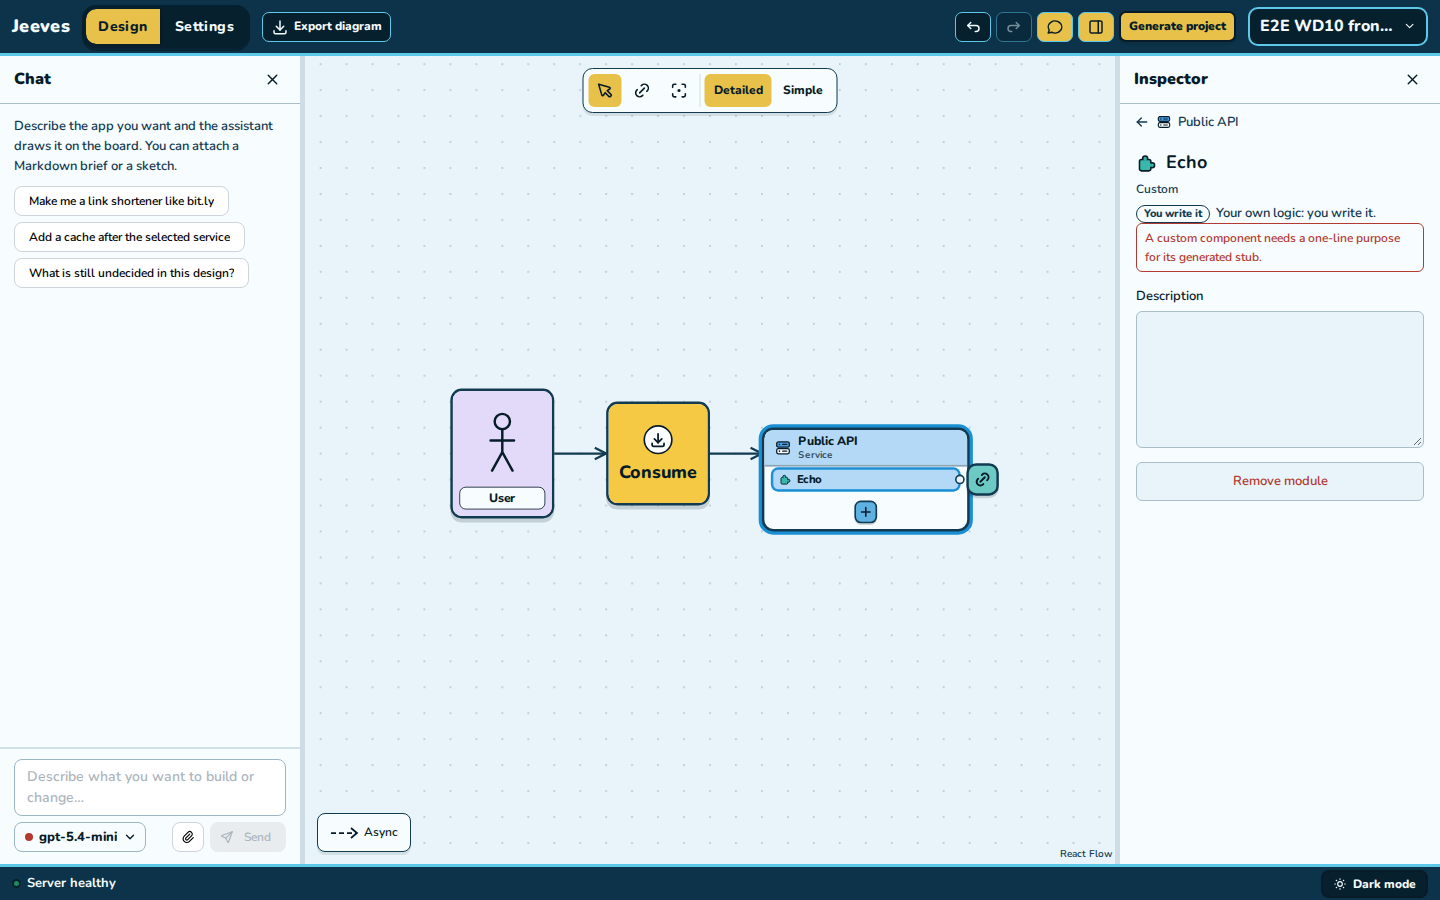 Jeeves
Design
Settings
Export diagram
Generate project
E2E WD10 fron...
Chat
Describe the app you want and the assistant
draws it on the board. You can attach a
Markdown brief or a sketch.
Make me a link shortener like bit.ly
Add a cache after the selected service
What is still undecided in this design?
Describe what you want to build or
change...
gpt-5.4-mini
Send
Detailed
Simple
User
Consume
Public API
Service
Echo
Async
React Flow
Inspector
Public API
Echo
Custom
You write it Your own logic: you write it.
A custom component needs a one-line purpose
for its generated stub.
Description
Remove module
Server healthy
Dark mode